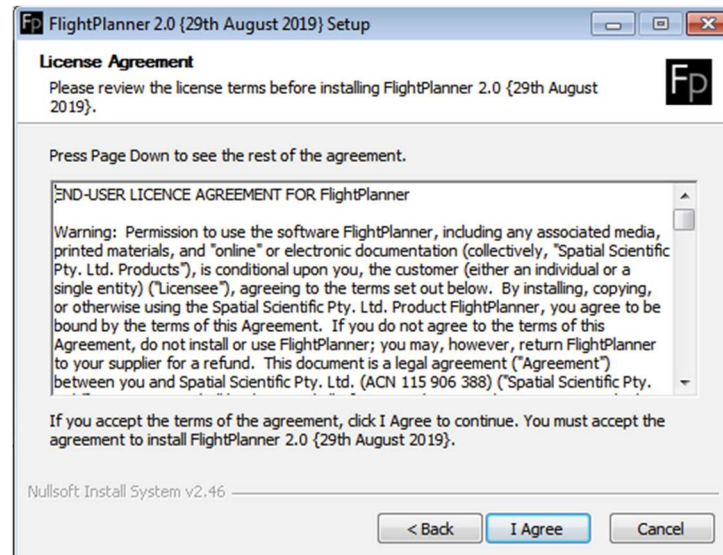 Fp FlightPlanner 2.0 {29th August 2019} Setup
License Agreement
Please review the license terms before installing FlightPlanner 2.0 {29th August
2019}.
Fp
Press Page Down to see the rest of the agreement.
END-USER LICENCE AGREEMENT FOR FlightPlanner
Warning: Permission to use the software FlightPlanner, including any associated media,
printed materials, and "online" or electronic documentation (collectively, "Spatial Scientific
Pty. Ltd. Products"), is conditional upon you, the customer (either an individual or a
single entity) ("Licensee"), agreeing to the terms set out below. By installing, copying,
or otherwise using the Spatial Scientific Pty. Ltd. Product FlightPlanner, you agree to be
bound by the terms of this Agreement. If you do not agree to the terms of this
Agreement, do not install or use FlightPlanner; you may, however, return FlightPlanner
to your supplier for a refund. This document is a legal agreement ("Agreement")
between you and Spatial Scientific Pty. Ltd. (ACN 115 906 388) ("Spatial Scientific Pty.
If you accept the terms of the agreement, click I Agree to continue. You must accept the
agreement to install FlightPlanner 2.0 {29th August 2019}.
Nullsoft Install System v2.46
< Back
I Agree
Cancel